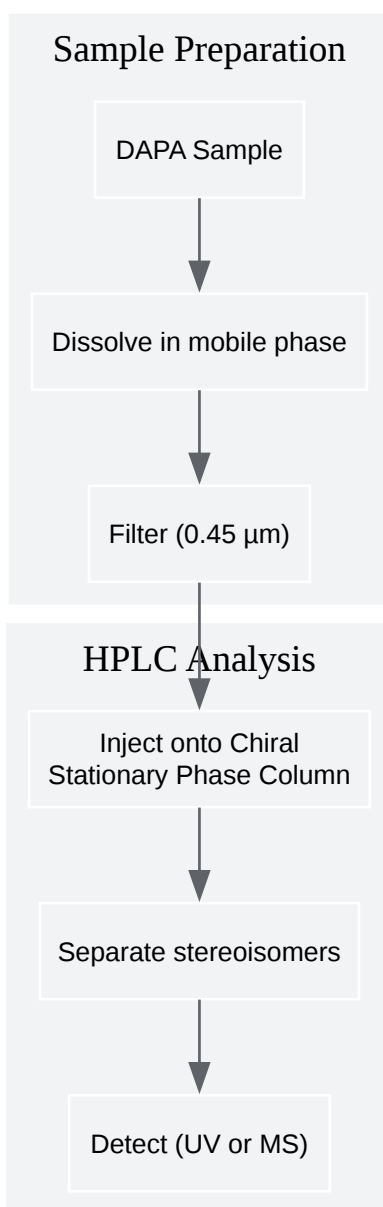 Sample Preparation
DAPA Sample
Dissolve in mobile phase
Filter (0.45 µm)
HPLC Analysis
Inject onto Chiral
Stationary Phase Column
Separate stereoisomers
Detect (UV or MS)